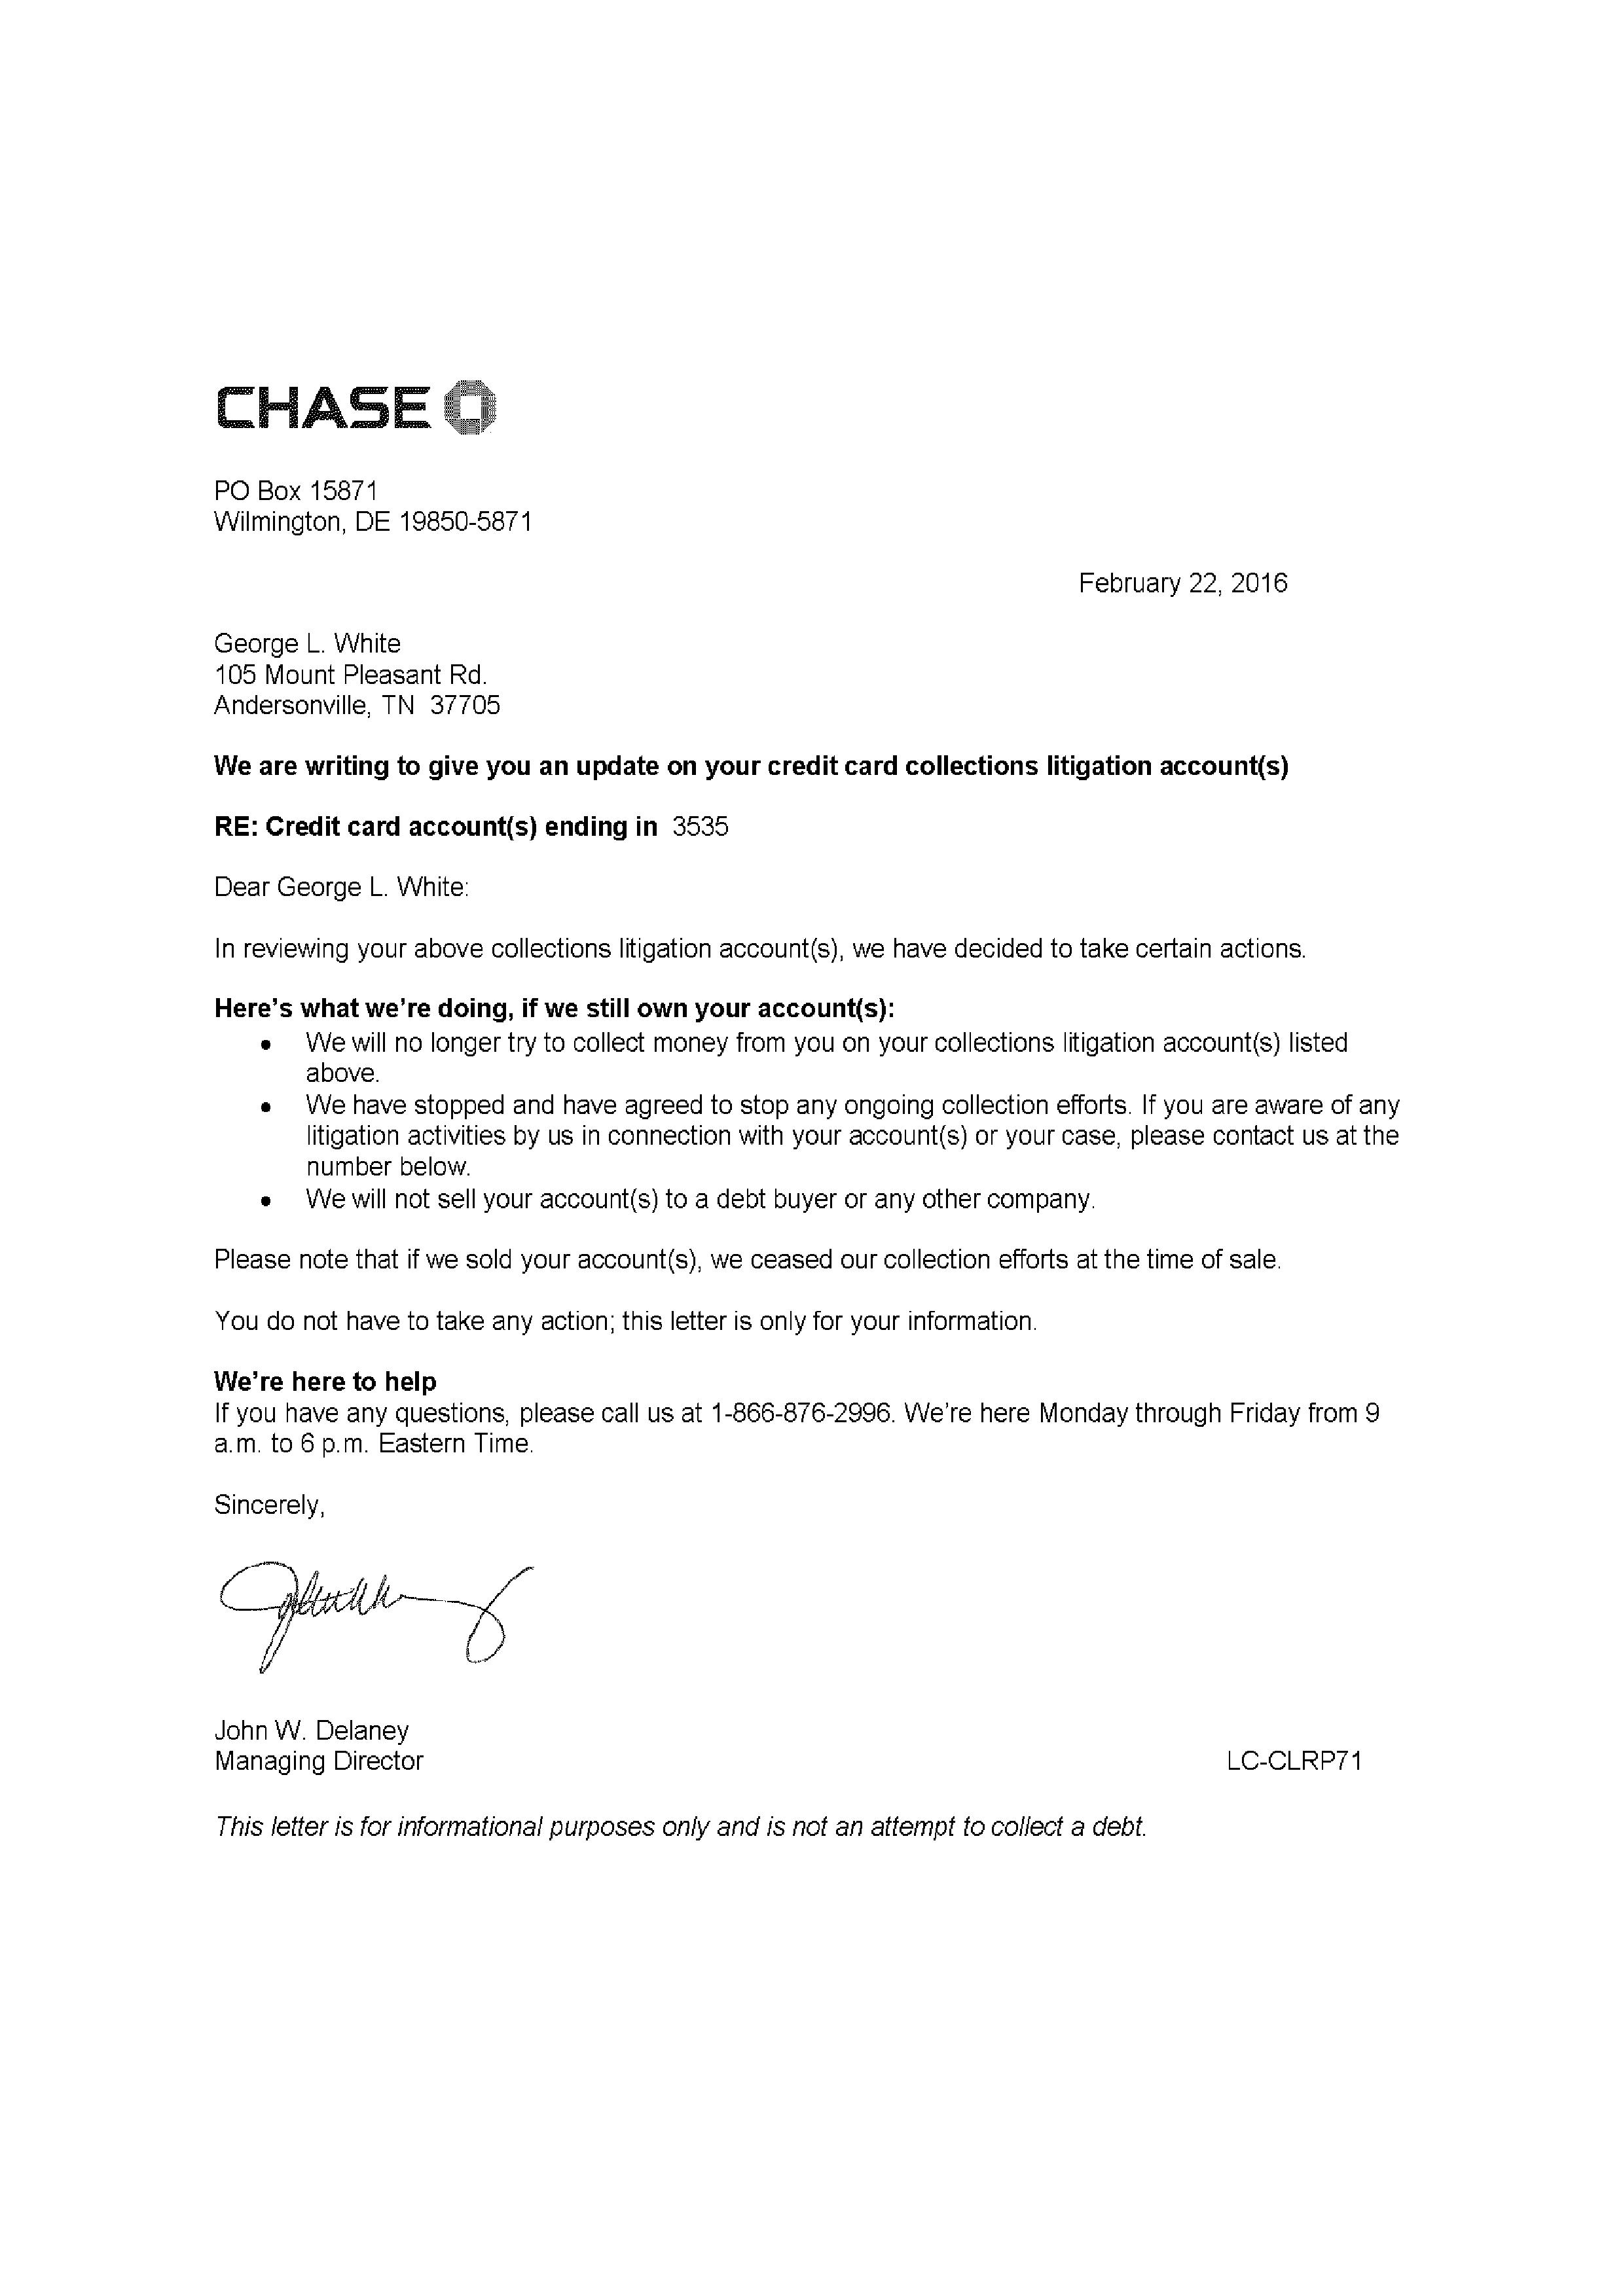 CHASE
PO Box 15871
Wilmington, DE 19850-5871
February 22, 2016
George L. White
105 Mount Pleasant Rd.
Andersonville, TN  37705
We are writing to give you an update on your credit card collections litigation account(s)
RE: Credit card account(s) ending in  3535
Dear George L. White:
In reviewing your above collections litigation account(s), we have decided to take certain actions.
Here's what we're doing, if we still own your account(s):
• We will no longer try to collect money from you on your collections litigation account(s) listed
above.
• We have stopped and have agreed to stop any ongoing collection efforts. If you are aware of any
litigation activities by us in connection with your account(s) or your case, please contact us at the
number below.
• We will not sell your account(s) to a debt buyer or any other company.
Please note that if we sold your account(s), we ceased our collection efforts at the time of sale.
You do not have to take any action; this letter is only for your information.
We're here to help
If you have any questions, please call us at 1-866-876-2996. We're here Monday through Friday from 9
a.m. to 6 p.m. Eastern Time.
Sincerely,
John W. Delaney
Managing Director
LC-CLRP71
This letter is for informational purposes only and is not an attempt to collect a debt.